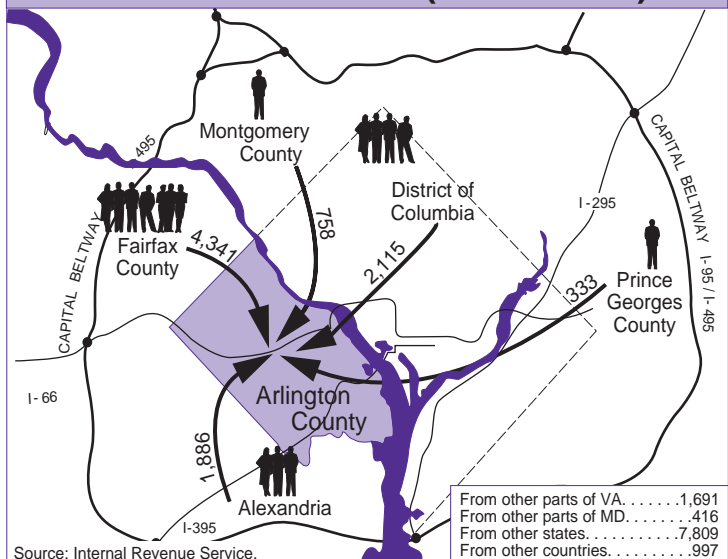 495
Montgomery
County
758
District of
Columbia
2,115
I-295
CAPITAL BELTWAY I-95 / I-495
Fairfax
County
4,341
CAPITAL BELTWAY
333
Prince
Georges
County
I-66
Arlington
County
1,886
Alexandria
I-395
From other parts of VA. . . . . . .1,691
From other parts of MD. . . . . . . .416
From other states. . . . . . . . . .7,809
From other countries. . . . . . . . .997
Source: Internal Revenue Service.